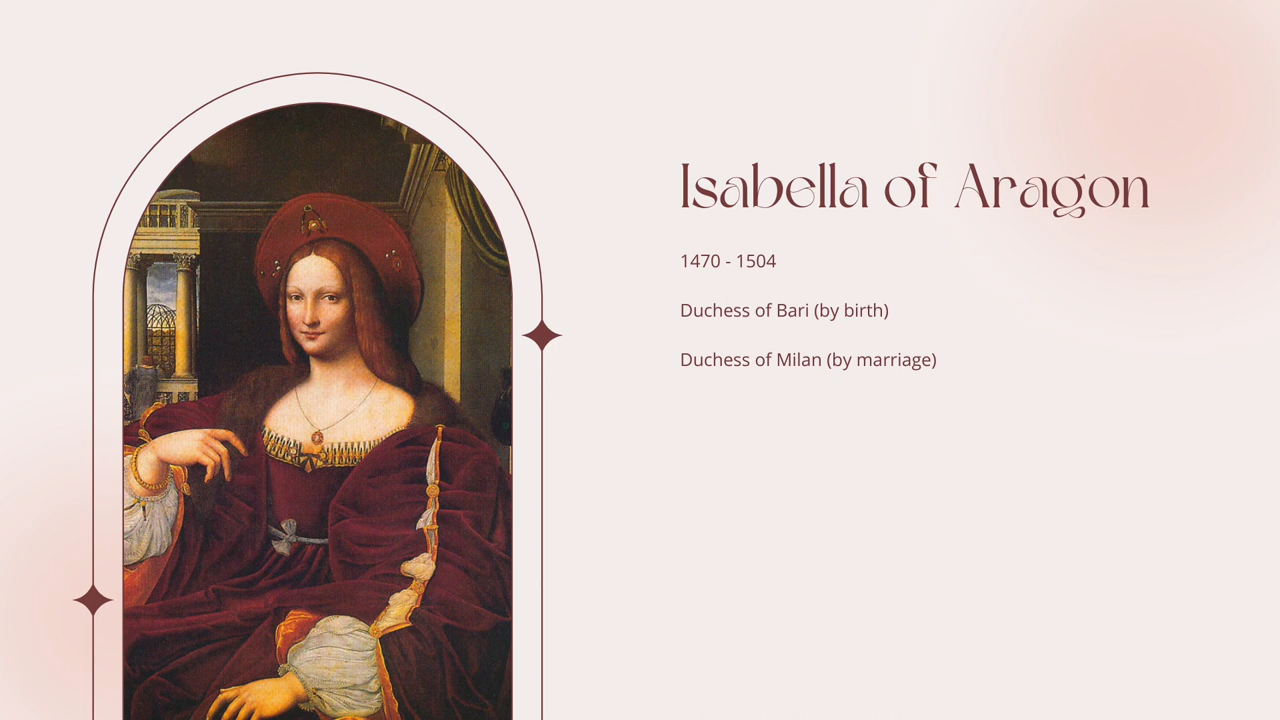 Isabella of Aragon
1470 - 1504
Duchess of Bari (by birth)
Duchess of Milan (by marriage)